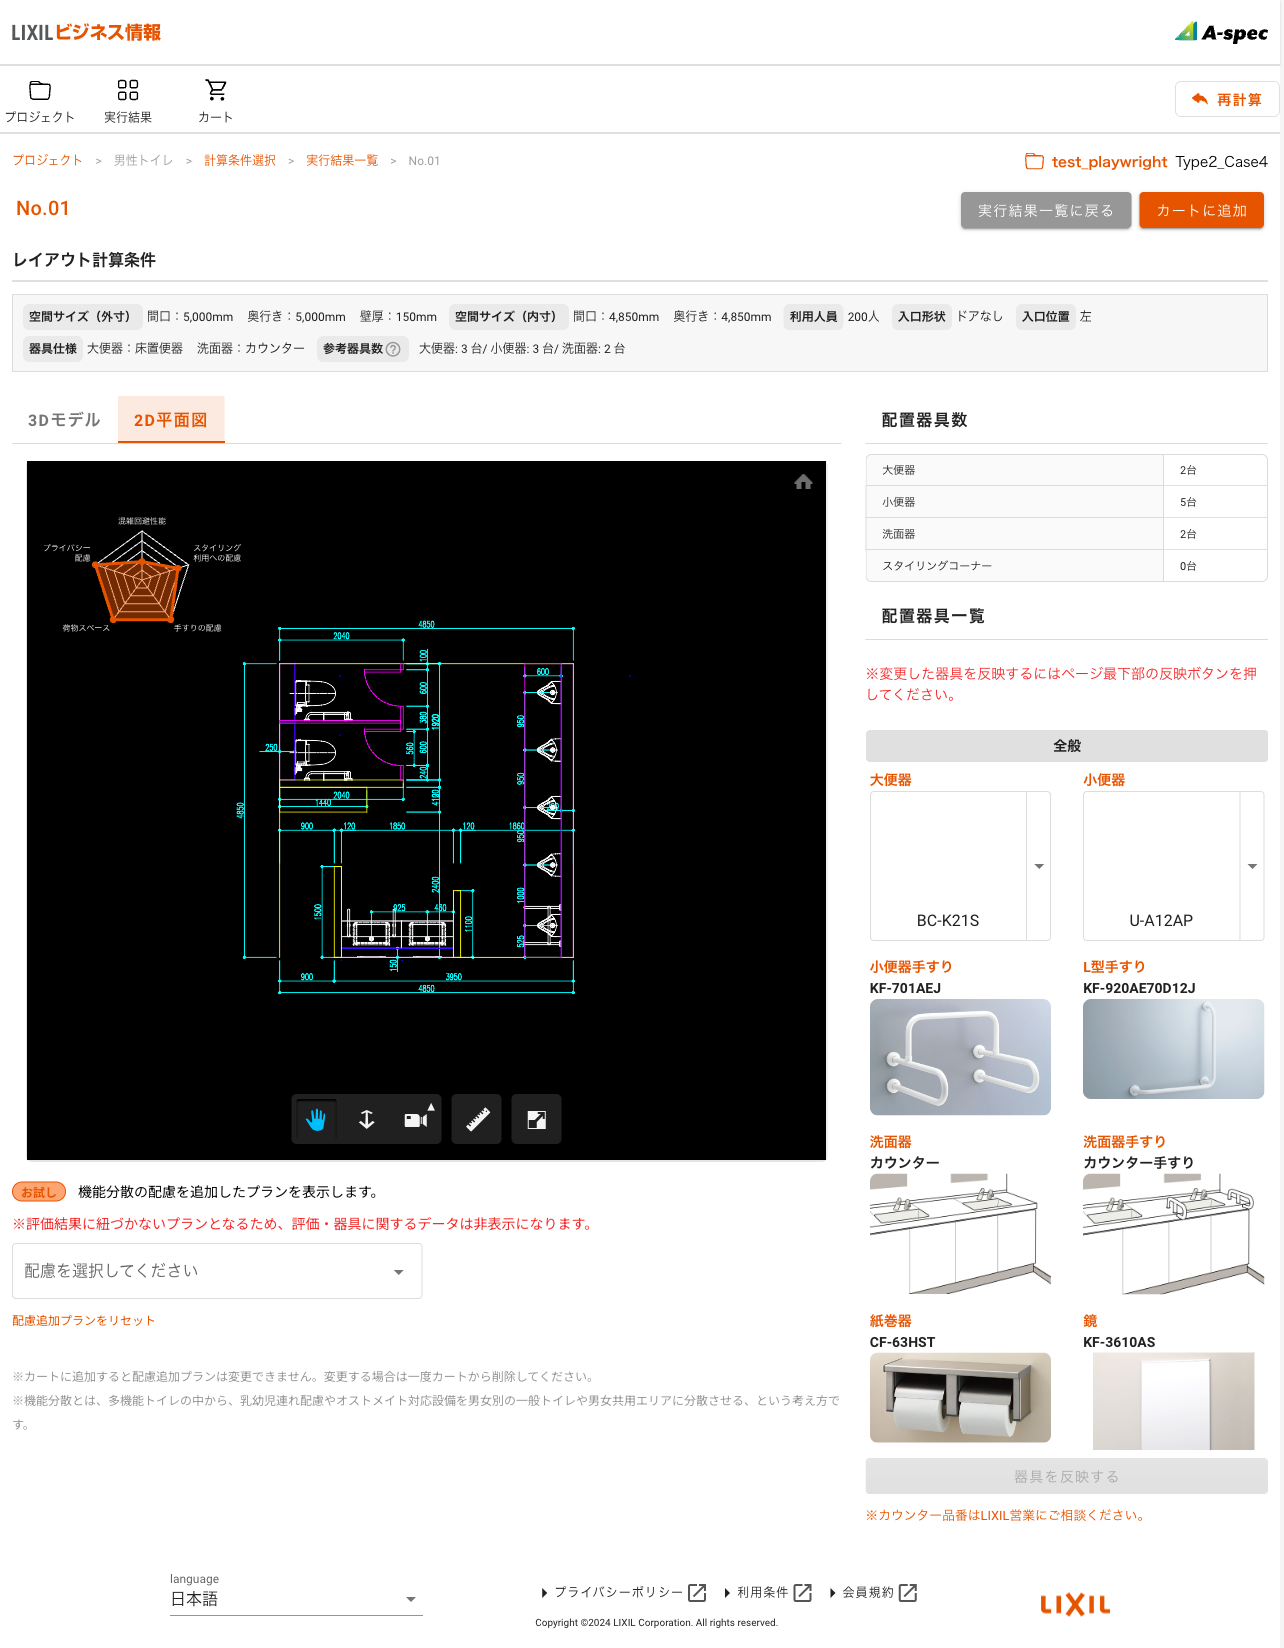 LIXILビジネス情報
A-spec
プロジェクト
実行結果
カート
再計算
プロジェクト > 男性トイレ > 計算条件選択 > 実行結果一覧 > No.01
test_playwright Type2_Case4
No.01
実行結果一覧に戻る
カートに追加
レイアウト計算条件
空間サイズ（外寸） 間口：5,000mm 奥行き：5,000mm 壁厚：150mm 空間サイズ（内寸） 間口：4,850mm 奥行き：4,850mm 利用人員 200人 入口形状 ドアなし 入口位置 左
器具仕様 大便器：床置便器 洗面器：カウンター 参考器具数 大便器: 3 台/ 小便器: 3 台/ 洗面器: 2 台
3Dモデル
2D平面図
混雑回避性能
プライバシー
配慮
スタイリング
利用への配慮
荷物スペース
手すりの配慮
4850
2040
100
600
600
380
1920
950
250
560
600
240
950
2040
1440
4190
4850
900
120
1850
120
1860
950
2400
1000
1500
925
1100
525
150
900
3950
4850
お試し 機能分散の配慮を追加したプランを表示します。
※評価結果に紐づかないプランとなるため、評価・器具に関するデータは非表示になります。
配慮を選択してください
配慮追加プランをリセット
※カートに追加すると配慮追加プランは変更できません。変更する場合は一度カートから削除してください。
※機能分散とは、多機能トイレの中から、乳幼児連れ配慮やオストメイト対応設備を男女別の一般トイレや男女共用エリアに分散させる、という考え方で
す。
配置器具数
大便器 2台
小便器 5台
洗面器 2台
スタイリングコーナー 0台
配置器具一覧
※変更した器具を反映するにはページ最下部の反映ボタンを押
してください。
全般
大便器
小便器
BC-K21S
U-A12AP
小便器手すり
KF-701AEJ
L型手すり
KF-920AE70D12J
洗面器
カウンター
洗面器手すり
カウンター手すり
紙巻器
CF-63HST
鏡
KF-3610AS
器具を反映する
※カウンター品番はLIXIL営業にご相談ください。
language
日本語
プライバシーポリシー
利用条件
会員規約
Copyright ©2024 LIXIL Corporation. All rights reserved.
LIXIL